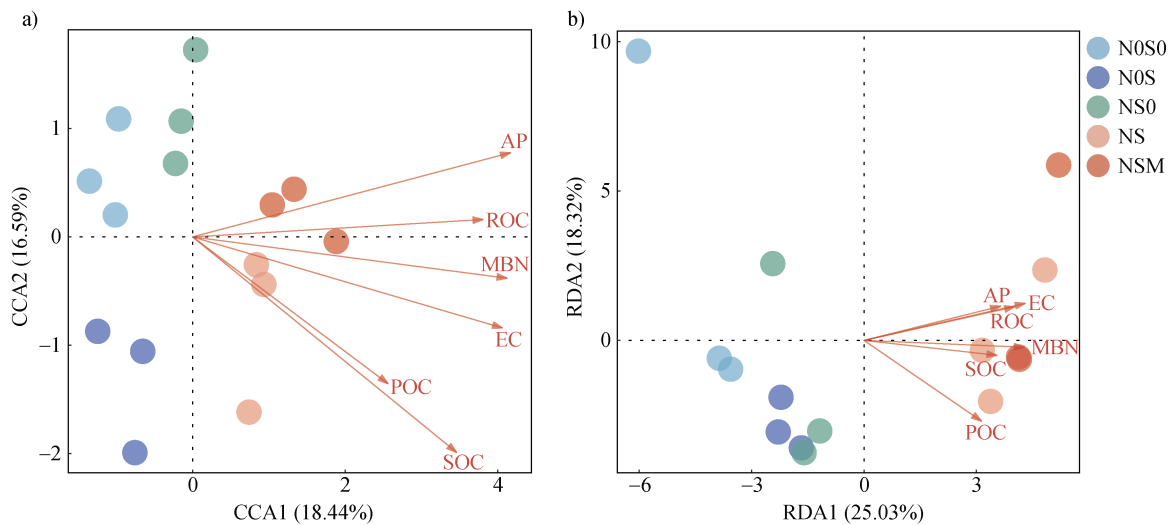 a)
CCA2 (16.59%)
1
0
−1
−2
AP
ROC
MBN
EC
POC
SOC
0
2
4
CCA1 (18.44%)
b)
RDA2 (18.32%)
10
5
0
AP
EC
ROC
MBN
SOC
POC
−6
−3
0
3
RDA1 (25.03%)
N0S0
N0S
NS0
NS
NSM